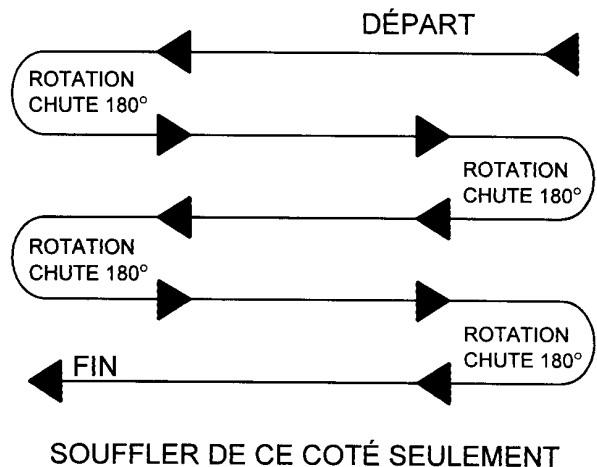 DÉPART
ROTATION
CHUTE 180°
ROTATION
CHUTE 180°
ROTATION
CHUTE 180°
ROTATION
CHUTE 180°
FIN
SOUFFLER DE CE COTÉ SEULEMENT